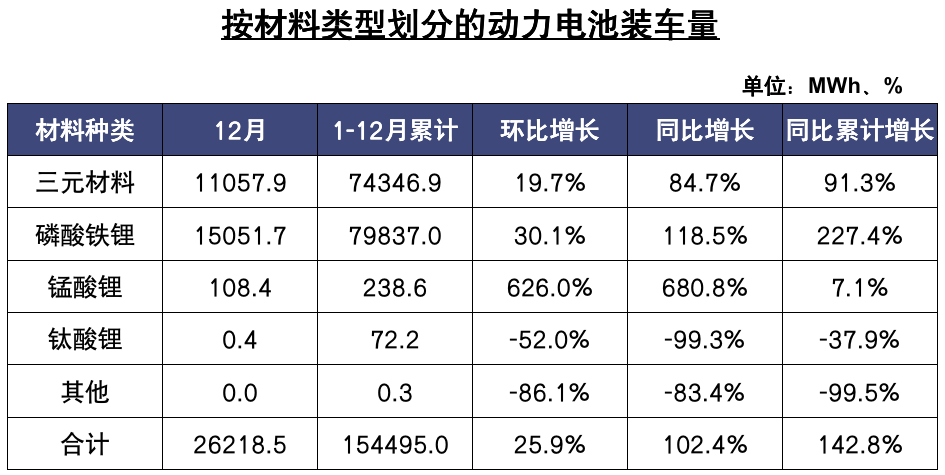 按材料类型划分的动力电池装车量
单位：MWh、%
材料种类 12月 1-12月累计 环比增长 同比增长 同比累计增长
三元材料 11057.9 74346.9 19.7% 84.7% 91.3%
磷酸铁锂 15051.7 79837.0 30.1% 118.5% 227.4%
锰酸锂 108.4 238.6 626.0% 680.8% 7.1%
钛酸锂 0.4 72.2 -52.0% -99.3% -37.9%
其他 0.0 0.3 -86.1% -83.4% -99.5%
合计 26218.5 154495.0 25.9% 102.4% 142.8%